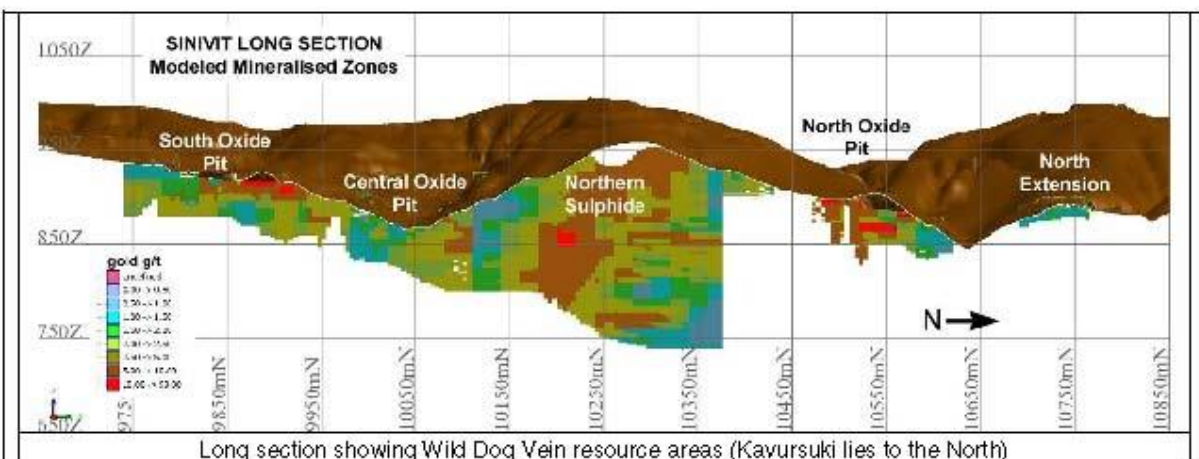 SINIVIT LONG SECTION
Modeled Mineralised Zones
1050Z
950Z
850Z
750Z
650Z
South Oxide
Pit
Central Oxide
Pit
Northern
Sulphide
North Oxide
Pit
North
Extension
N
gold g/t
undefined
9850mN
9950mN
10050mN
10150mN
10250mN
10350mN
10450mN
10550mN
10650mN
10750mN
10850mN
Long section showing Wild Dog Vein resource areas (Kavursuki lies to the North)